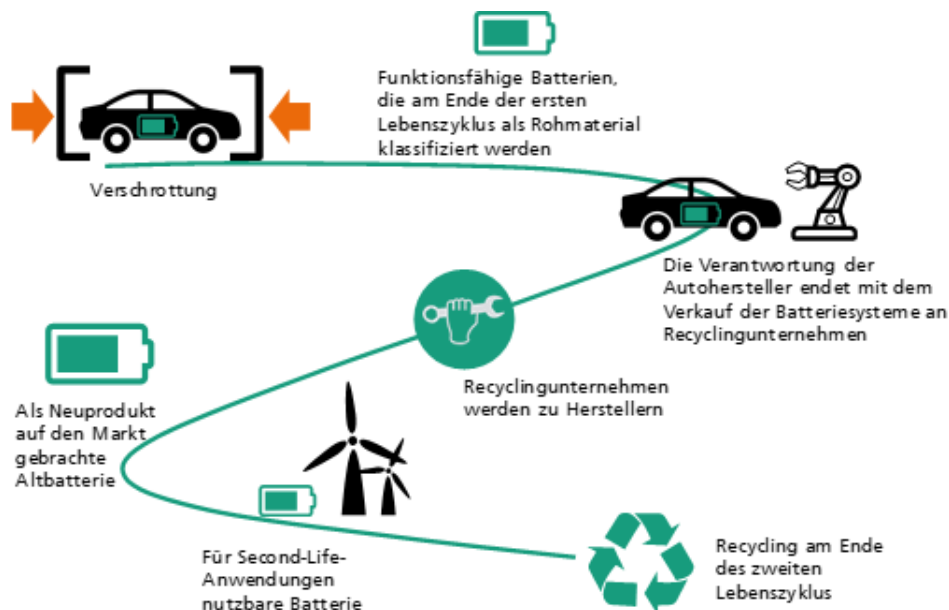 Funktionsfähige Batterien,
die am Ende der ersten
Lebenszyklus als Rohmaterial
klassifiziert werden
Verschrottung
Die Verantwortung der
Autohersteller endet mit dem
Verkauf der Batteriesysteme an
Recyclingunternehmen
Recyclingunternehmen
werden zu Herstellern
Als Neuprodukt
auf den Markt
gebrachte
Altbatterie
Für Second-Life-
Anwendungen
nutzbare Batterie
Recycling am Ende
des zweiten
Lebenszyklus